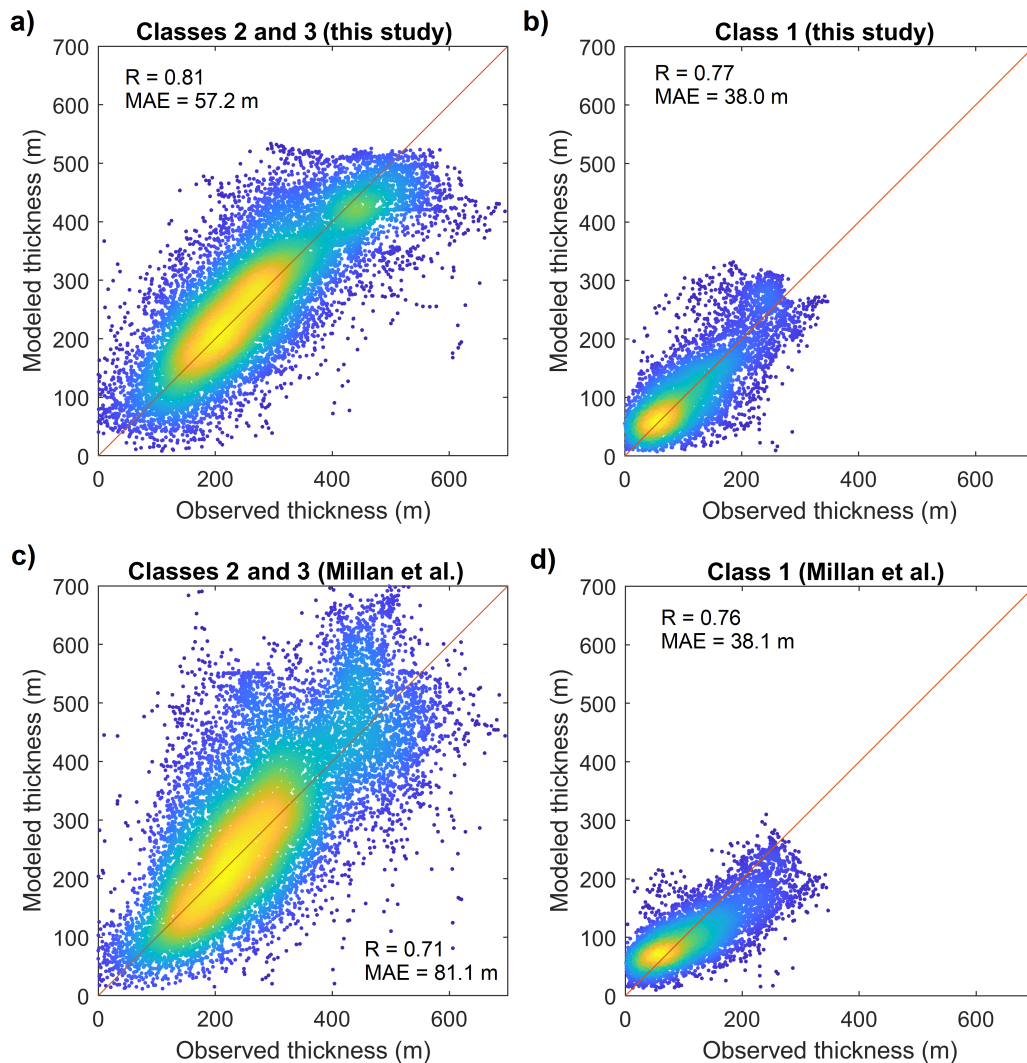 a)
Classes 2 and 3 (this study)
R = 0.81
MAE = 57.2 m
Modeled thickness (m)
700
600
500
400
300
200
100
0
0 200 400 600
Observed thickness (m)
b)
Class 1 (this study)
R = 0.77
MAE = 38.0 m
Modeled thickness (m)
700
600
500
400
300
200
100
0
0 200 400 600
Observed thickness (m)
c)
Classes 2 and 3 (Millan et al.)
Modeled thickness (m)
700
600
500
400
300
200
100
0
R = 0.71
MAE = 81.1 m
0 200 400 600
Observed thickness (m)
d)
Class 1 (Millan et al.)
R = 0.76
MAE = 38.1 m
Modeled thickness (m)
700
600
500
400
300
200
100
0
0 200 400 600
Observed thickness (m)